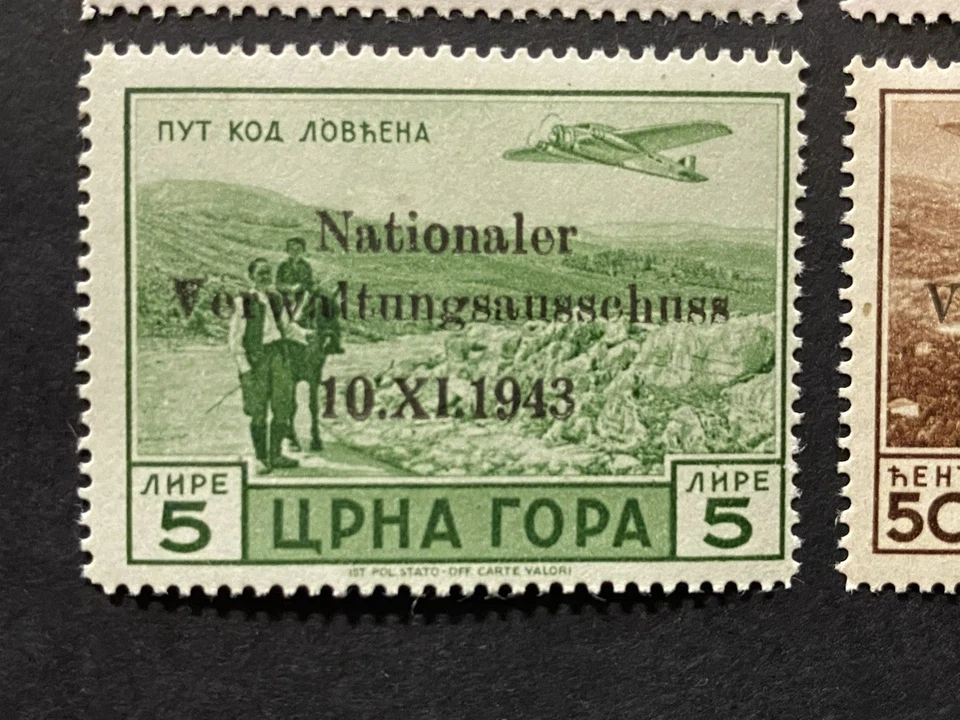 ПУТ КОД ЛОВЋЕНА
Nationaler
Verwaltungsausschuss
10.XI.1943
ЛИРЕ
5
ЦРНА ГОРА
ЛИРЕ
5
IST. POL. STATO-OFF. CARTE VALORI
50